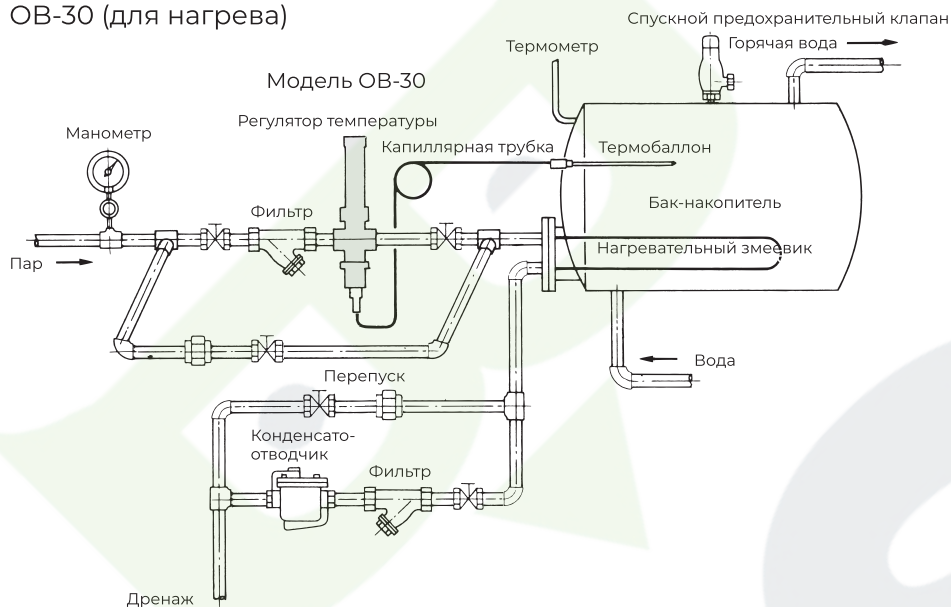 ОВ-30 (для нагрева)
Спускной предохранительный клапан
Термометр
Горячая вода
Модель ОВ-30
Регулятор температуры
Манометр
Капиллярная трубка
Термобаллон
Фильтр
Бак-накопитель
Нагревательный змеевик
Пар
Вода
Перепуск
Конденсато-
отводчик
Фильтр
Дренаж